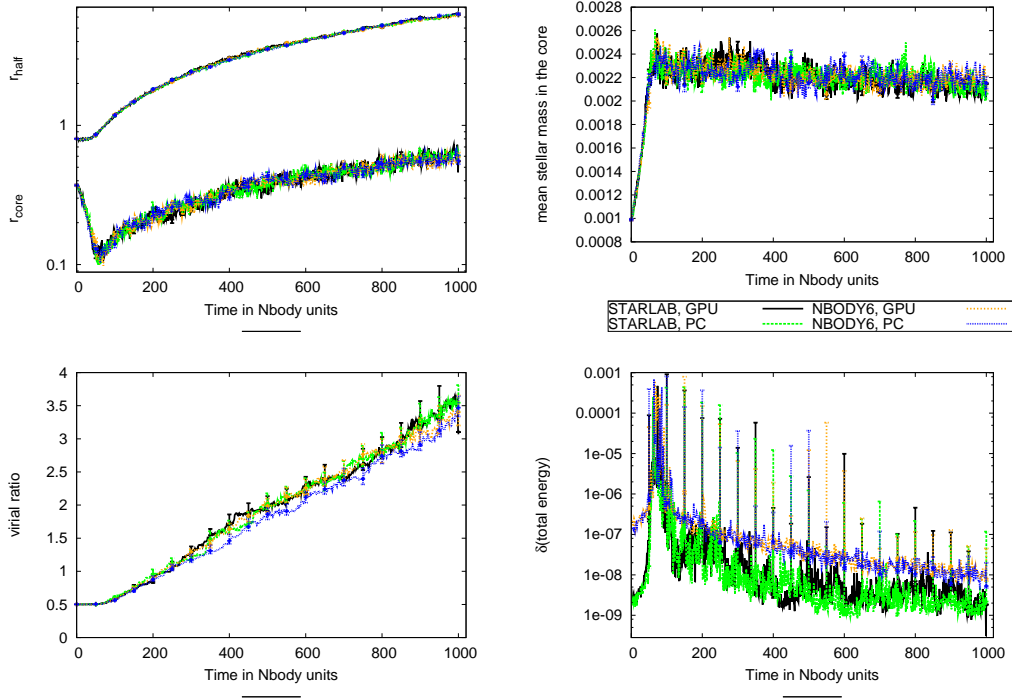 r_half
1
r_core
0.1
0 200 400 600 800 1000
Time in Nbody units
mean stellar mass in the core
0.0028
0.0026
0.0024
0.0022
0.002
0.0018
0.0016
0.0014
0.0012
0.001
0.0008
0 200 400 600 800 1000
Time in Nbody units
STARLAB, GPU NBODY6, GPU
STARLAB, PC NBODY6, PC
virial ratio
4
3.5
3
2.5
2
1.5
1
0.5
0
0 200 400 600 800 1000
Time in Nbody units
δ(total energy)
0.001
0.0001
1e-05
1e-06
1e-07
1e-08
1e-09
0 200 400 600 800 1000
Time in Nbody units